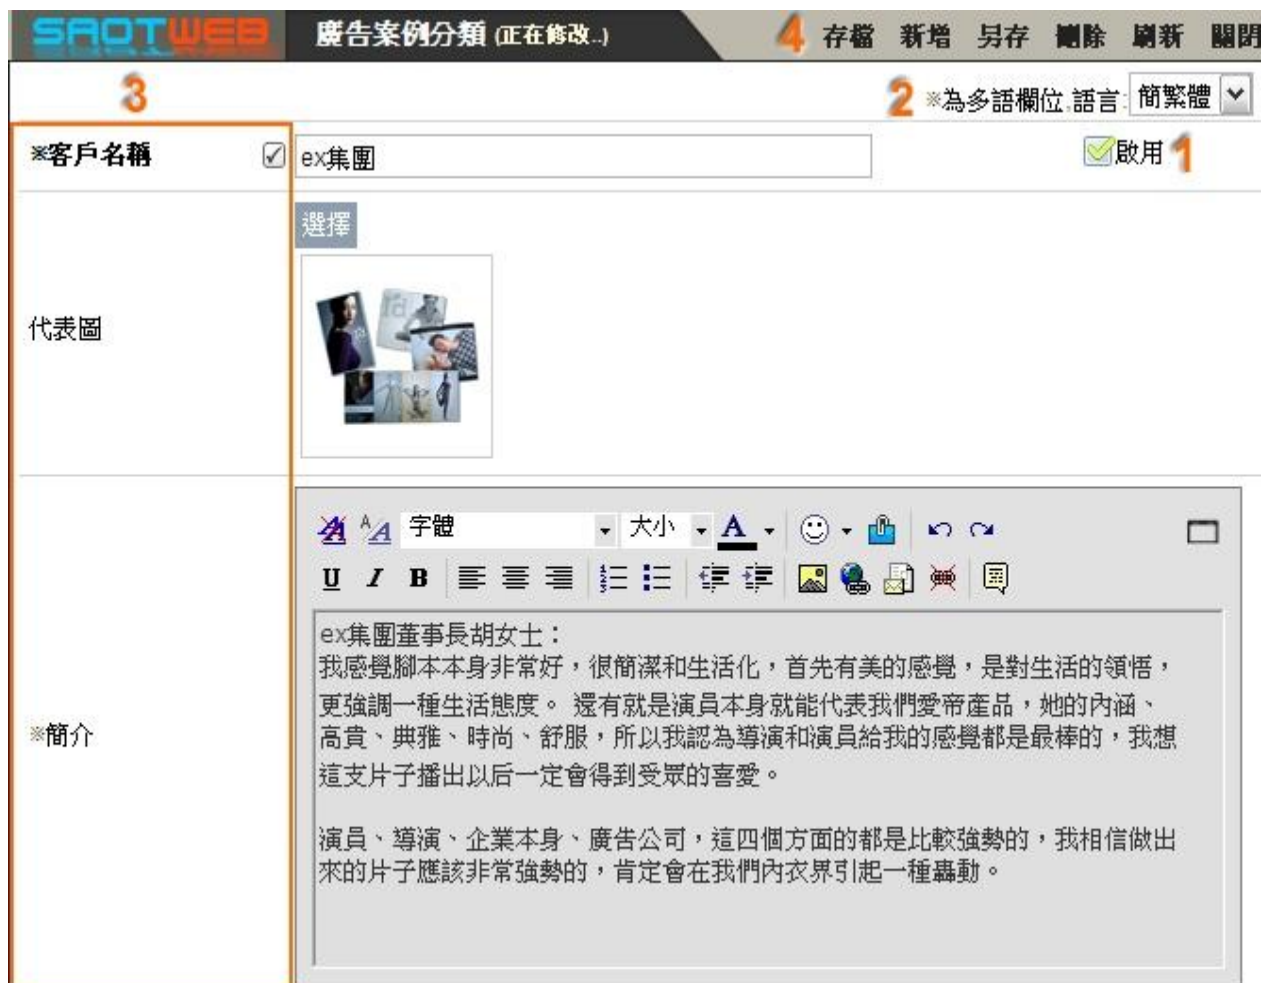 SAOTWEB 廣告案例分類 (正在修改..) 4 存檔 新增 另存 刪除 刷新 關閉
3 2 ※為多語欄位,語言: 簡繁體
※客戶名稱 ex集團 啟用 1
選擇
代表圖
字體 大小 A
U I B
ex集團董事長胡女士：
我感覺腳本本身非常好，很簡潔和生活化，首先有美的感覺，是對生活的領悟，
更強調一種生活態度。 還有就是演員本身就能代表我們愛帝產品，她的內涵、
※簡介
高貴、典雅、時尚、舒服，所以我認為導演和演員給我的感覺都是最棒的，我想
這支片子播出以后一定會得到受眾的喜愛。
演員、導演、企業本身、廣告公司，這四個方面的都是比較強勢的，我相信做出
來的片子應該非常強勢的，肯定會在我們內衣界引起一種轟動。